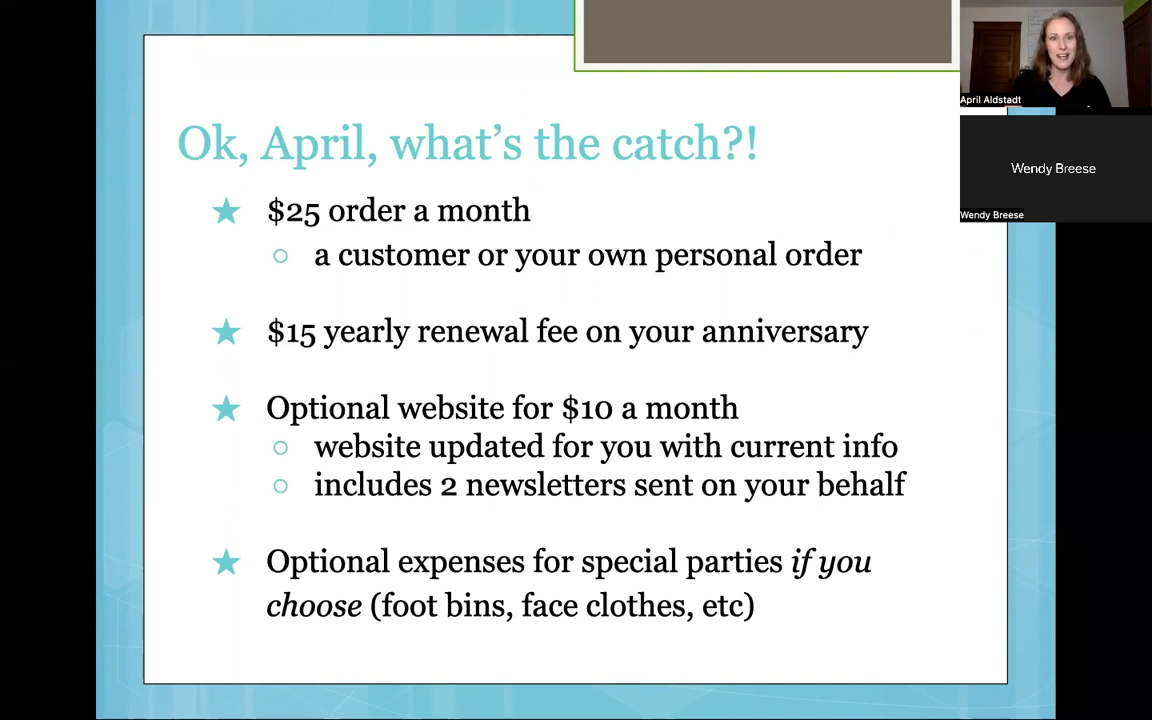 Ok, April, what's the catch?!
★ $25 order a month
○ a customer or your own personal order
★ $15 yearly renewal fee on your anniversary
★ Optional website for $10 a month
○ website updated for you with current info
○ includes 2 newsletters sent on your behalf
★ Optional expenses for special parties if you
choose (foot bins, face clothes, etc)
April Aldstadt
Wendy Breese
Wendy Breese